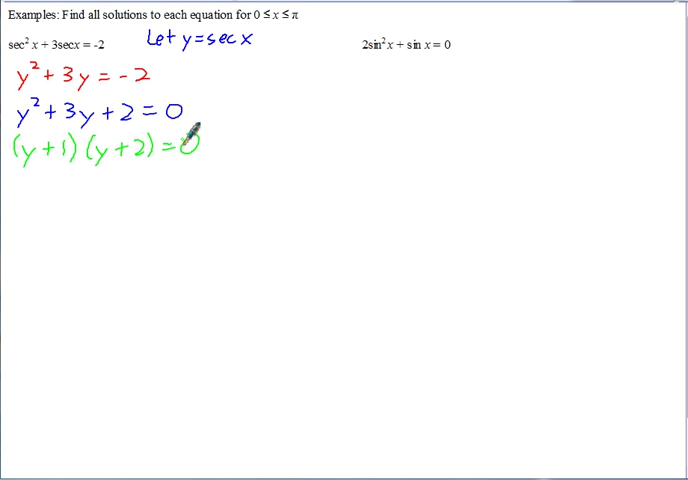 Examples: Find all solutions to each equation for 0 ≤ x ≤ π
sec² x + 3secx = -2
Let y = sec x
y² + 3y = -2
y² + 3y + 2 = 0
(y + 1) (y + 2) = 0
2sin² x + sin x = 0